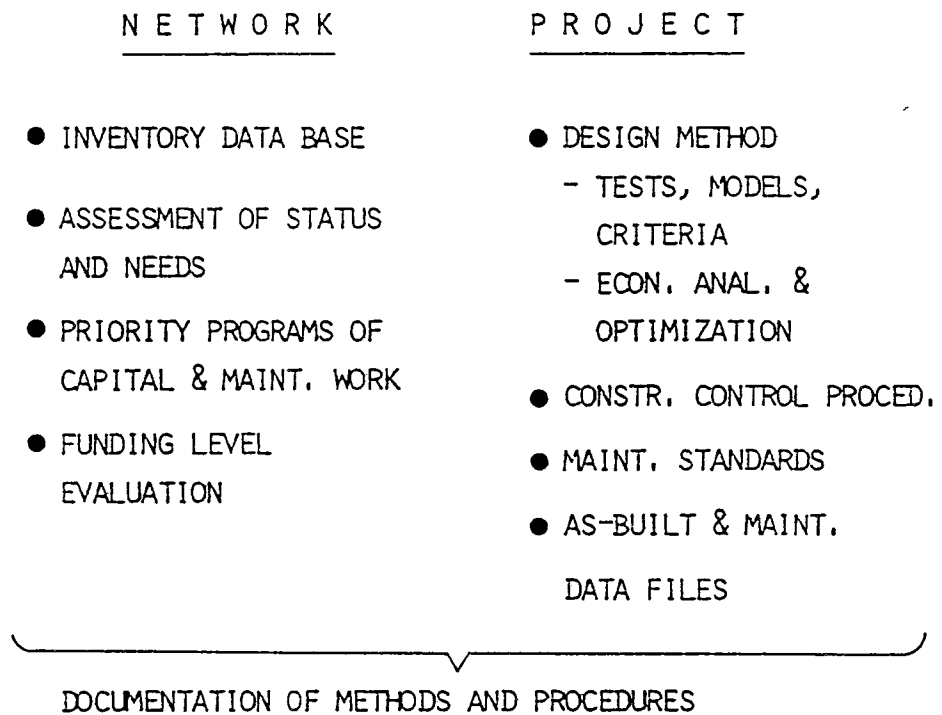 NETWORK
● INVENTORY DATA BASE
● ASSESSMENT OF STATUS
AND NEEDS
● PRIORITY PROGRAMS OF
CAPITAL & MAINT. WORK
● FUNDING LEVEL
EVALUATION
PROJECT
● DESIGN METHOD
- TESTS, MODELS,
CRITERIA
- ECON. ANAL. &
OPTIMIZATION
● CONSTR. CONTROL PROCED.
● MAINT. STANDARDS
● AS-BUILT & MAINT.
DATA FILES
DOCUMENTATION OF METHODS AND PROCEDURES